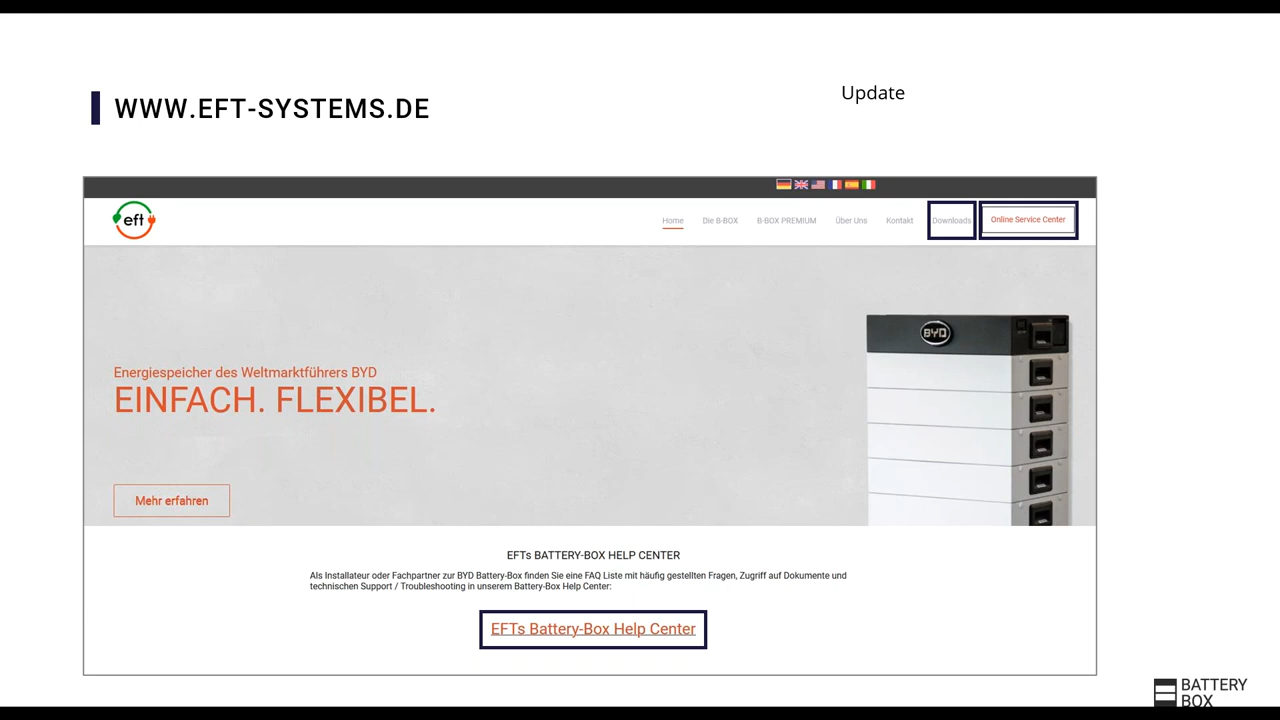 WWW.EFT-SYSTEMS.DE
Update
eft
Home Die B-BOX B-BOX PREMIUM Über Uns Kontakt Downloads Online Service Center
BYD
Energiespeicher des Weltmarktführers BYD
EINFACH. FLEXIBEL.
Mehr erfahren
EFTs BATTERY-BOX HELP CENTER
Als Installateur oder Fachpartner zur BYD Battery-Box finden Sie eine FAQ Liste mit häufig gestellten Fragen, Zugriff auf Dokumente und
technischen Support / Troubleshooting in unserem Battery-Box Help Center:
EFTs Battery-Box Help Center
BATTERY
BOX